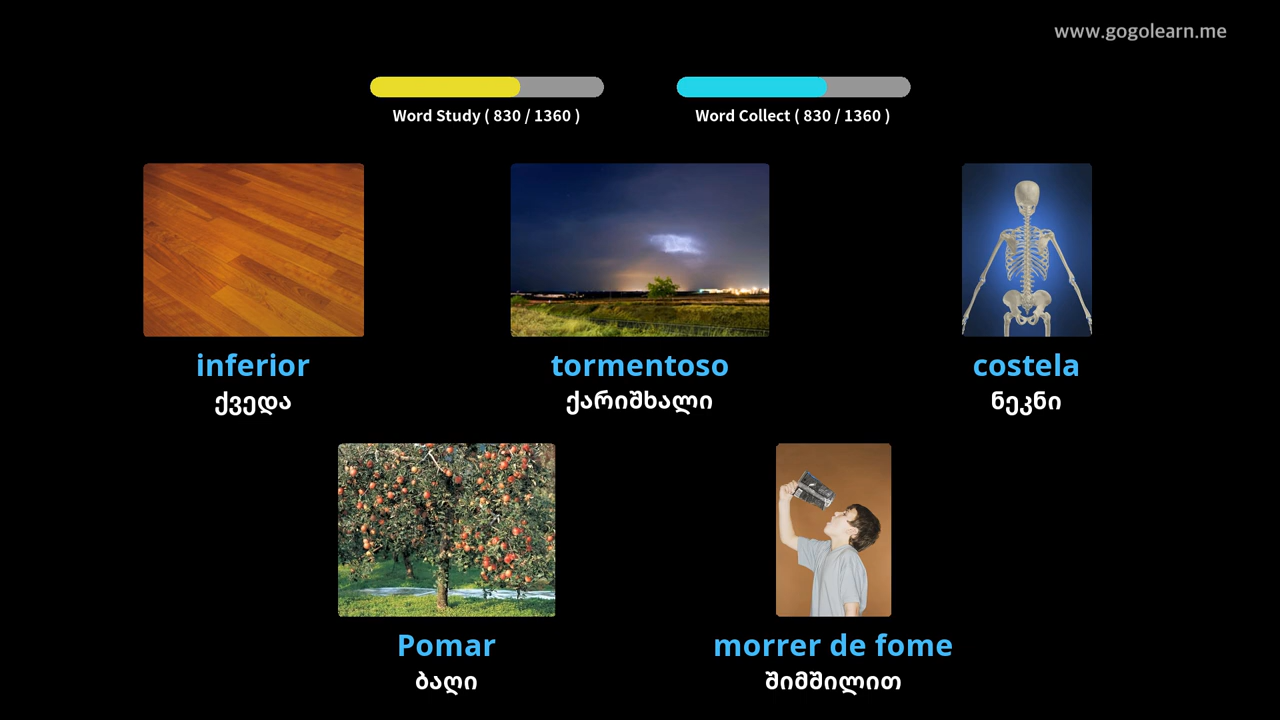 www.gogolearn.me
Word Study ( 830 / 1360 )
Word Collect ( 830 / 1360 )
inferior
ქვედა
tormentoso
ქარიშხალი
costela
ნეკნი
Pomar
ბაღი
morrer de fome
შიმშილით